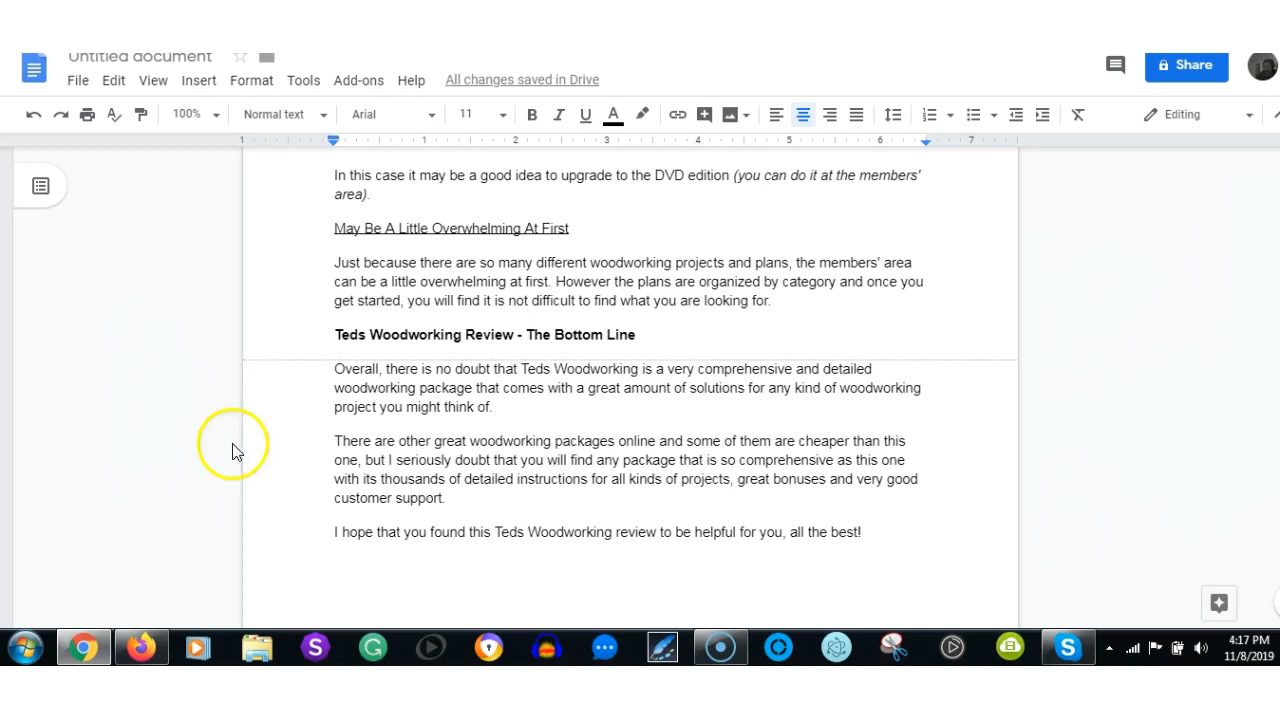 Untitled document
File Edit View Insert Format Tools Add-ons Help All changes saved in Drive
Share
100% Normal text Arial 11 B I U A Editing
1 1 2 3 4 5 6 7
In this case it may be a good idea to upgrade to the DVD edition (you can do it at the members'
area).
May Be A Little Overwhelming At First
Just because there are so many different woodworking projects and plans, the members' area
can be a little overwhelming at first. However the plans are organized by category and once you
get started, you will find it is not difficult to find what you are looking for.
Teds Woodworking Review - The Bottom Line
Overall, there is no doubt that Teds Woodworking is a very comprehensive and detailed
woodworking package that comes with a great amount of solutions for any kind of woodworking
project you might think of.
There are other great woodworking packages online and some of them are cheaper than this
one, but I seriously doubt that you will find any package that is so comprehensive as this one
with its thousands of detailed instructions for all kinds of projects, great bonuses and very good
customer support.
I hope that you found this Teds Woodworking review to be helpful for you, all the best!
4:17 PM
11/8/2019